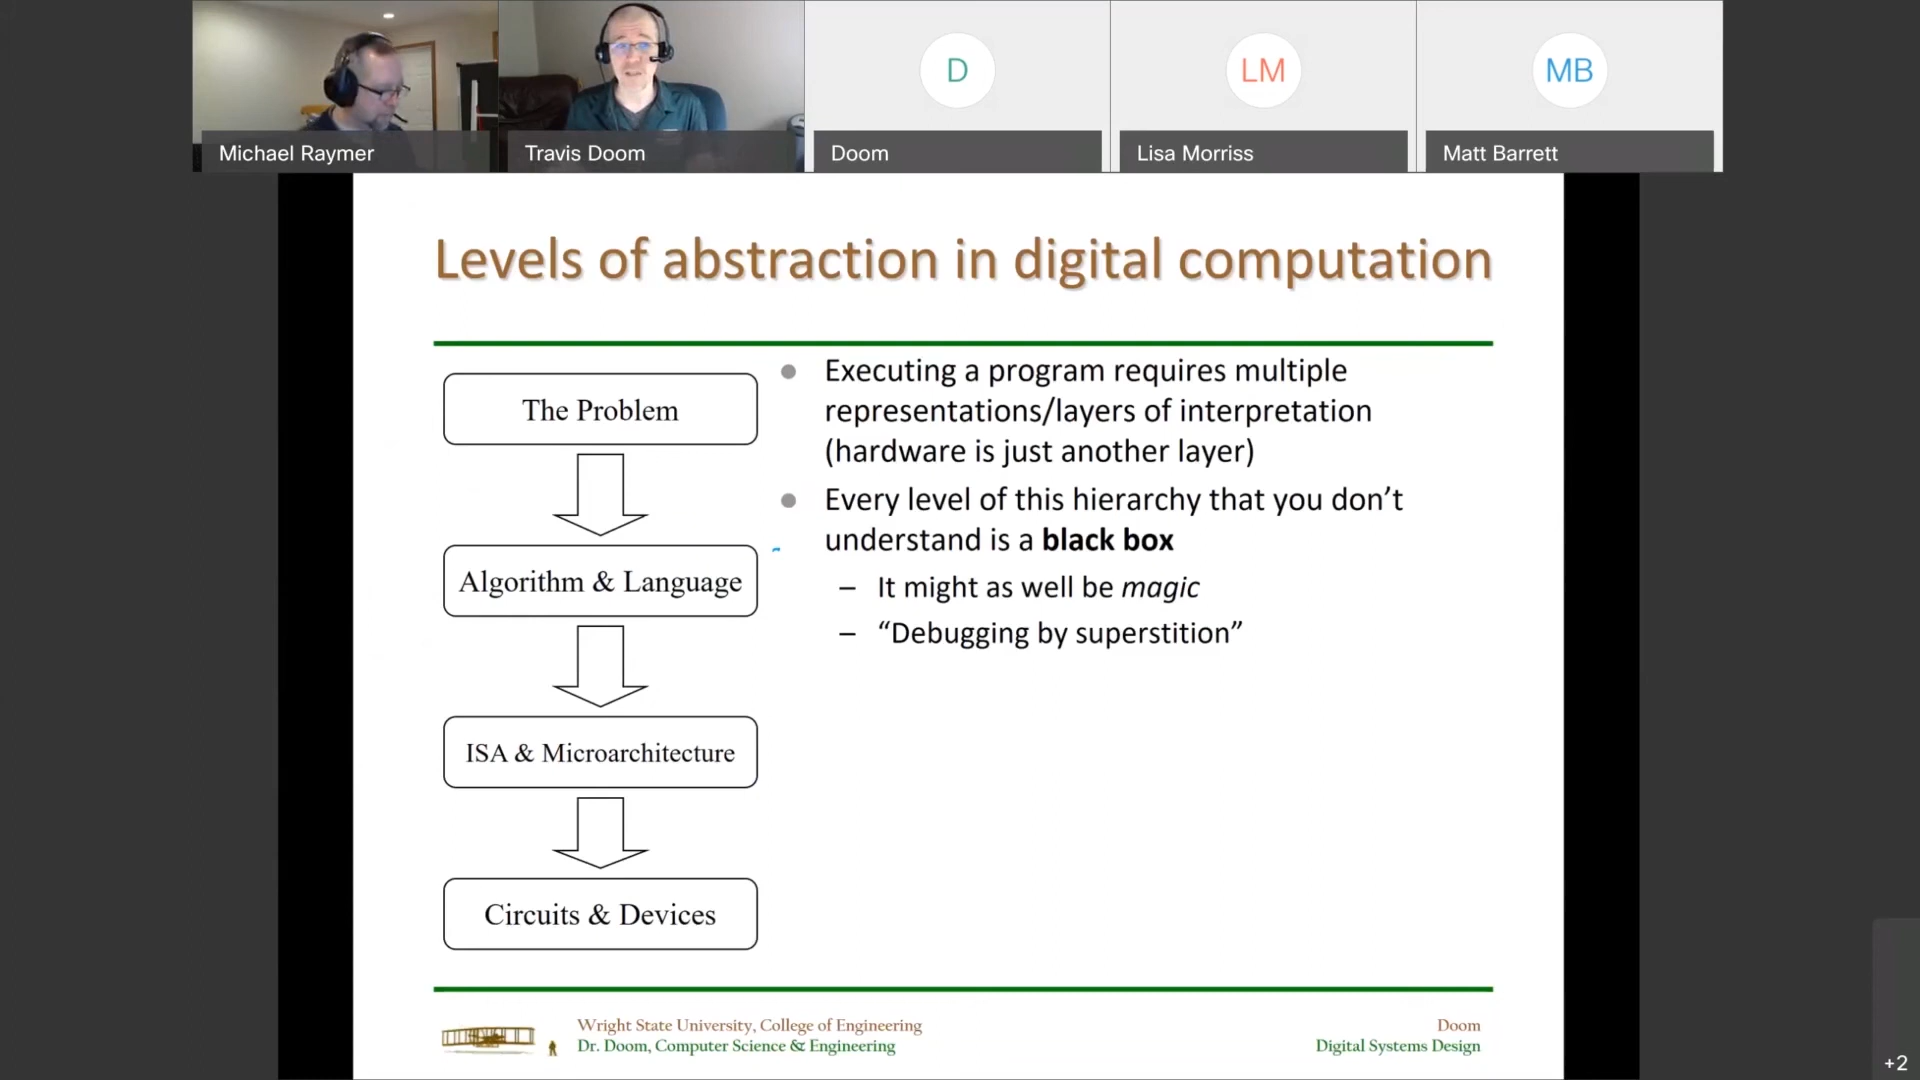 D
LM
MB
Michael Raymer
Travis Doom
Doom
Lisa Morriss
Matt Barrett
Levels of abstraction in digital computation
The Problem
Algorithm & Language
ISA & Microarchitecture
Circuits & Devices
Executing a program requires multiple
representations/layers of interpretation
(hardware is just another layer)
Every level of this hierarchy that you don’t
understand is a black box
– It might as well be magic
– “Debugging by superstition”
Wright State University, College of Engineering
Dr. Doom, Computer Science & Engineering
Doom
Digital Systems Design
+2